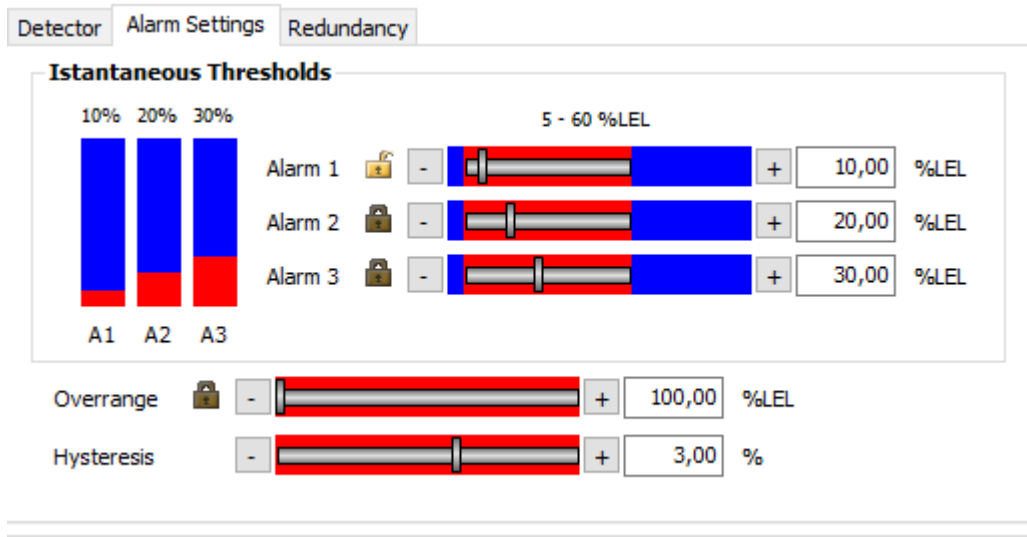 Detector Alarm Settings Redundancy
Istantaneous Thresholds
10% 20% 30%
5 - 60 %LEL
Alarm 1 - + 10,00 %LEL
Alarm 2 - + 20,00 %LEL
Alarm 3 - + 30,00 %LEL
A1 A2 A3
Overrange - + 100,00 %LEL
Hysteresis - + 3,00 %